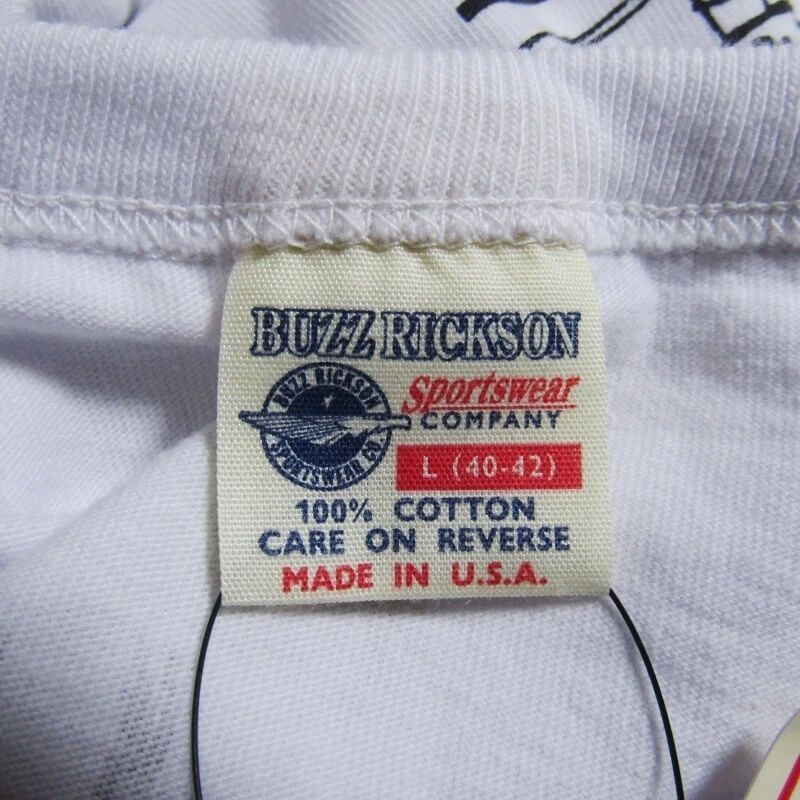 BUZZ RICKSON
BUZZ RICKSON
SPORTSWEAR CO
Sportswear
COMPANY
L (40-42)
100% COTTON
CARE ON REVERSE
MADE IN U.S.A.